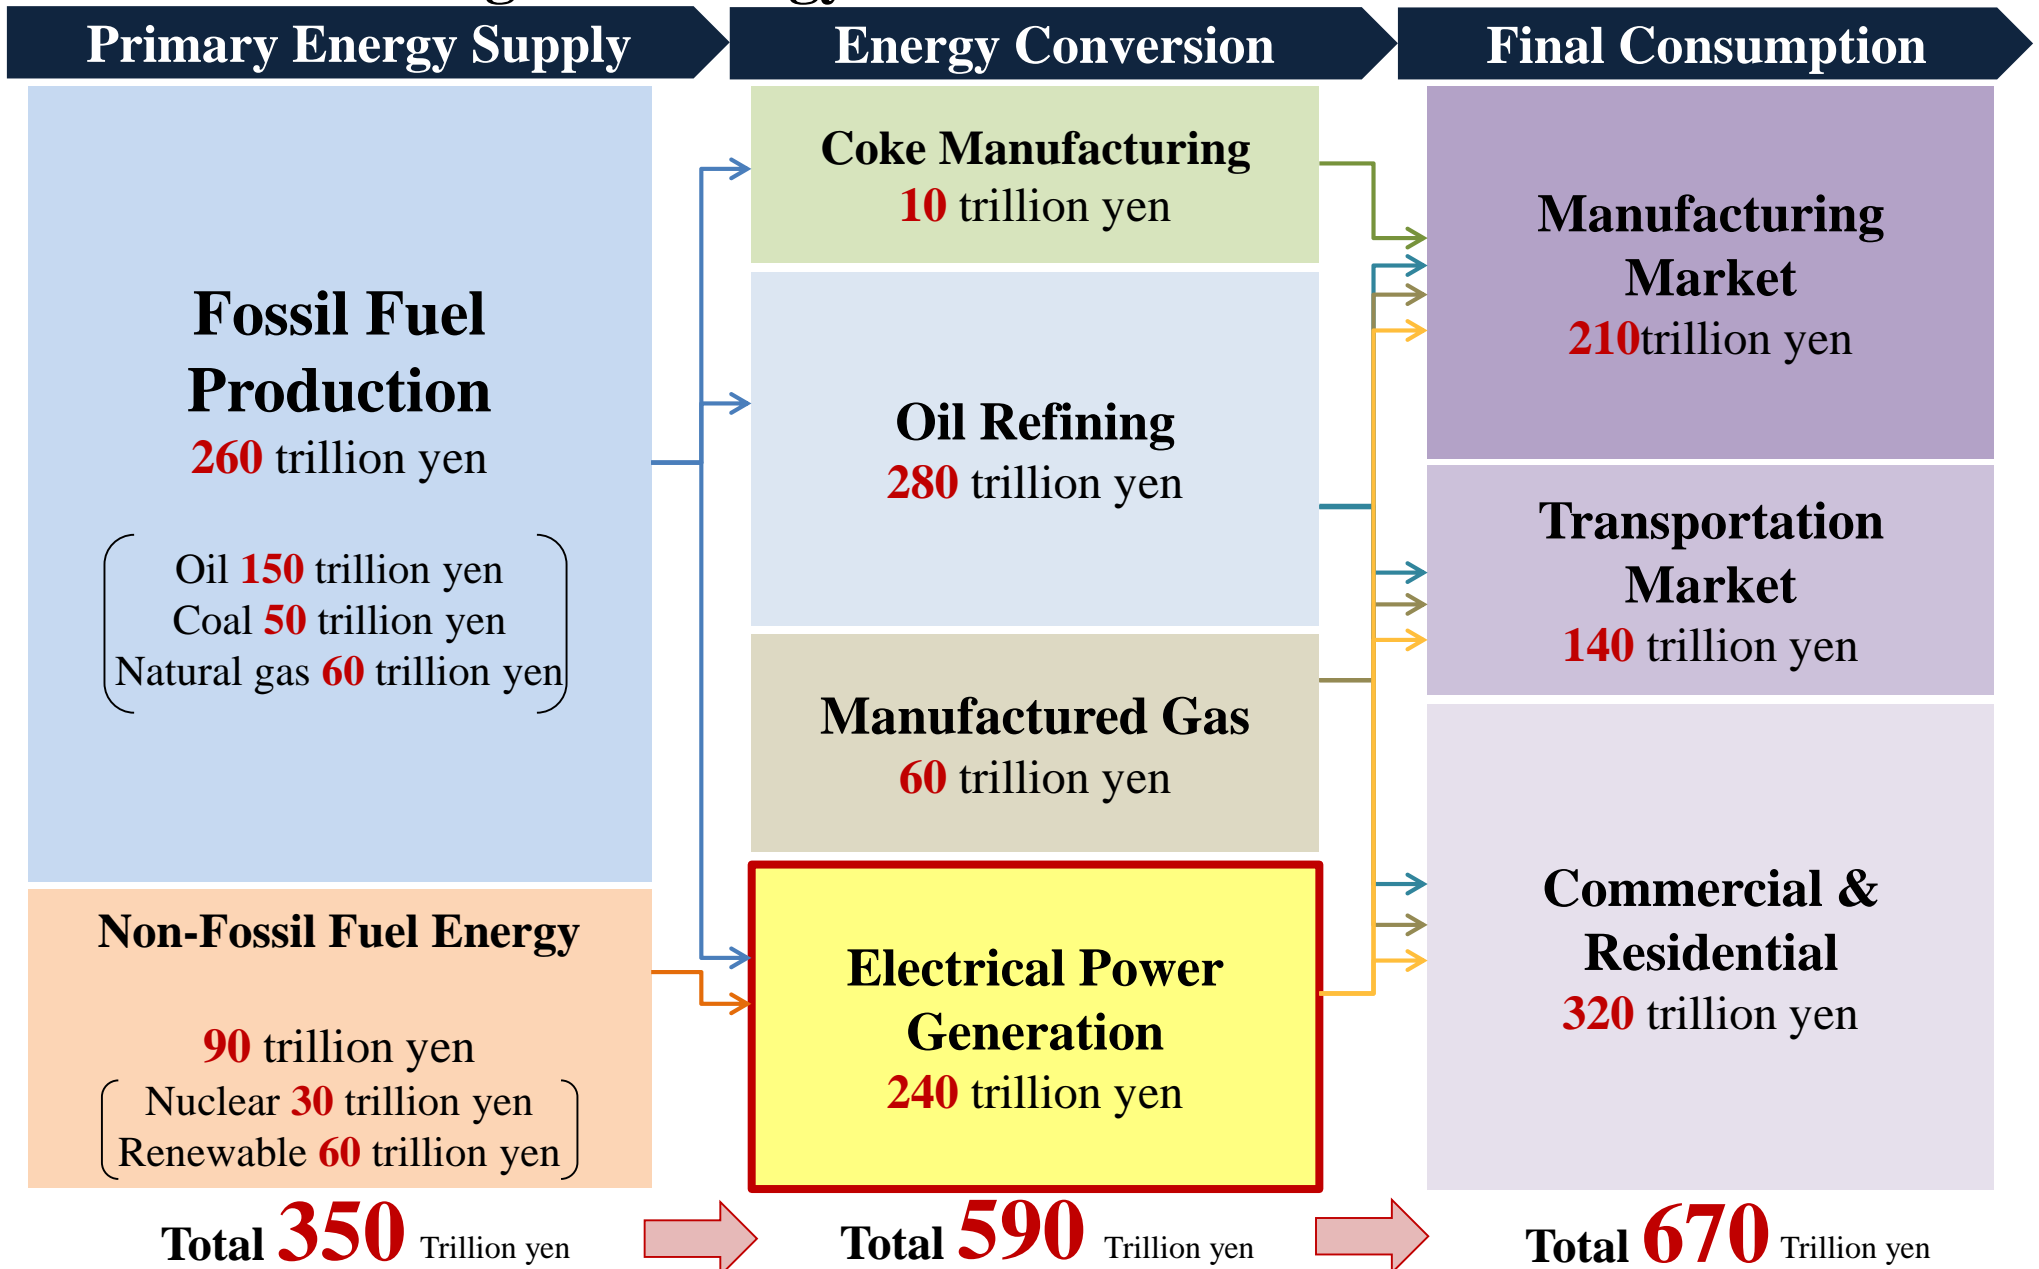 Primary Energy Supply
Energy Conversion
Final Consumption
Fossil Fuel
Production
260 trillion yen
Oil 150 trillion yen
Coal 50 trillion yen
Natural gas 60 trillion yen
Non-Fossil Fuel Energy
90 trillion yen
Nuclear 30 trillion yen
Renewable 60 trillion yen
Total 350 Trillion yen
Coke Manufacturing
10 trillion yen
Oil Refining
280 trillion yen
Manufactured Gas
60 trillion yen
Electrical Power
Generation
240 trillion yen
Total 590 Trillion yen
Manufacturing
Market
210trillion yen
Transportation
Market
140 trillion yen
Commercial &
Residential
320 trillion yen
Total 670 Trillion yen